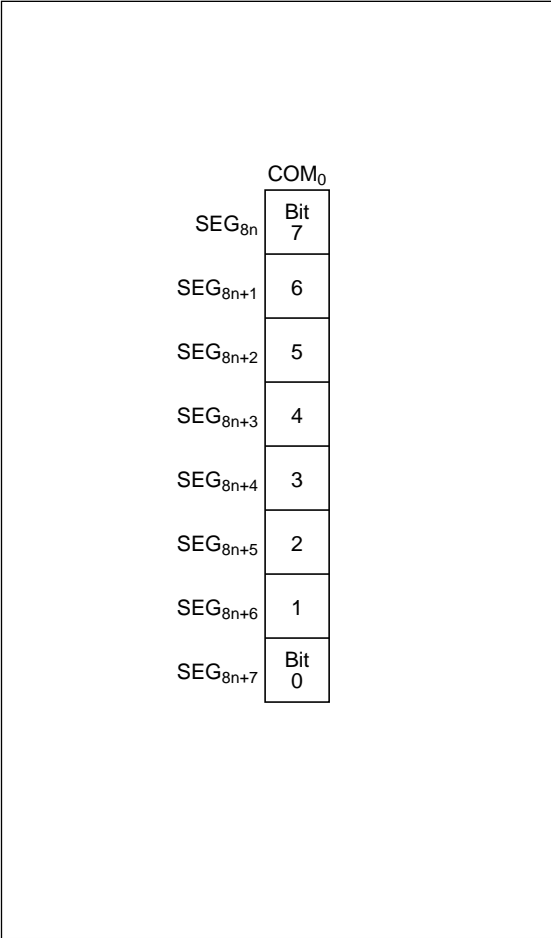 COM₀
SEG₈ₙ Bit 7
SEG₈ₙ₊₁ 6
SEG₈ₙ₊₂ 5
SEG₈ₙ₊₃ 4
SEG₈ₙ₊₄ 3
SEG₈ₙ₊₅ 2
SEG₈ₙ₊₆ 1
SEG₈ₙ₊₇ Bit 0